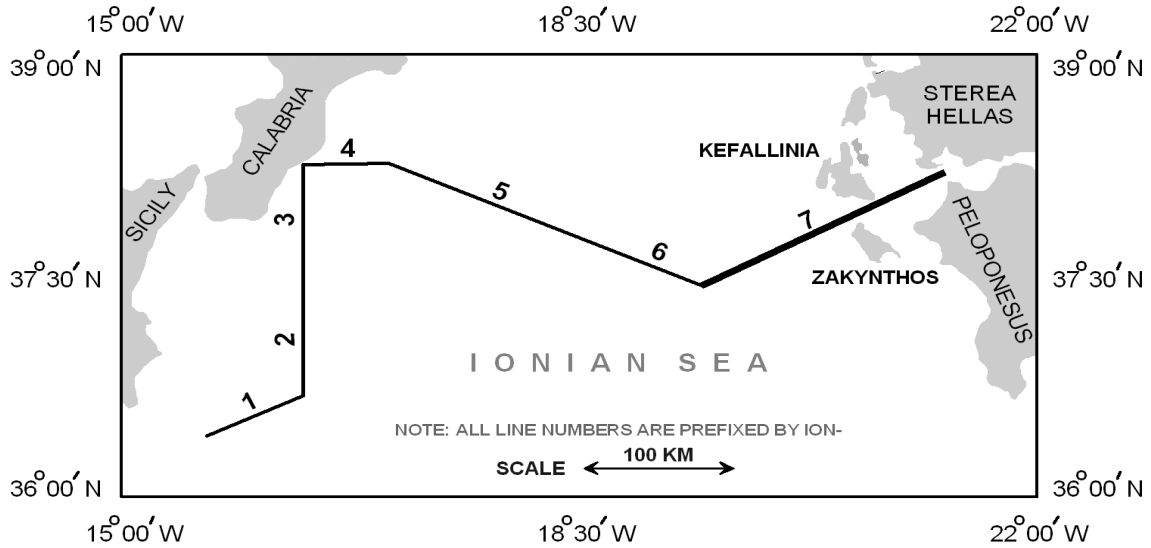 15°00′W 18°30′W 22°00′W
39°00′N 39°00′N
STEREA
HELLAS
CALABRIA
4
KEFALLINIA
SICILY
5
3
7
PELOPONESUS
6
37°30′N 37°30′N
ZAKYNTHOS
2
IONIAN SEA
1
NOTE: ALL LINE NUMBERS ARE PREFIXED BY ION-
100 KM
SCALE
36°00′N 36°00′N
15°00′W 18°30′W 22°00′W